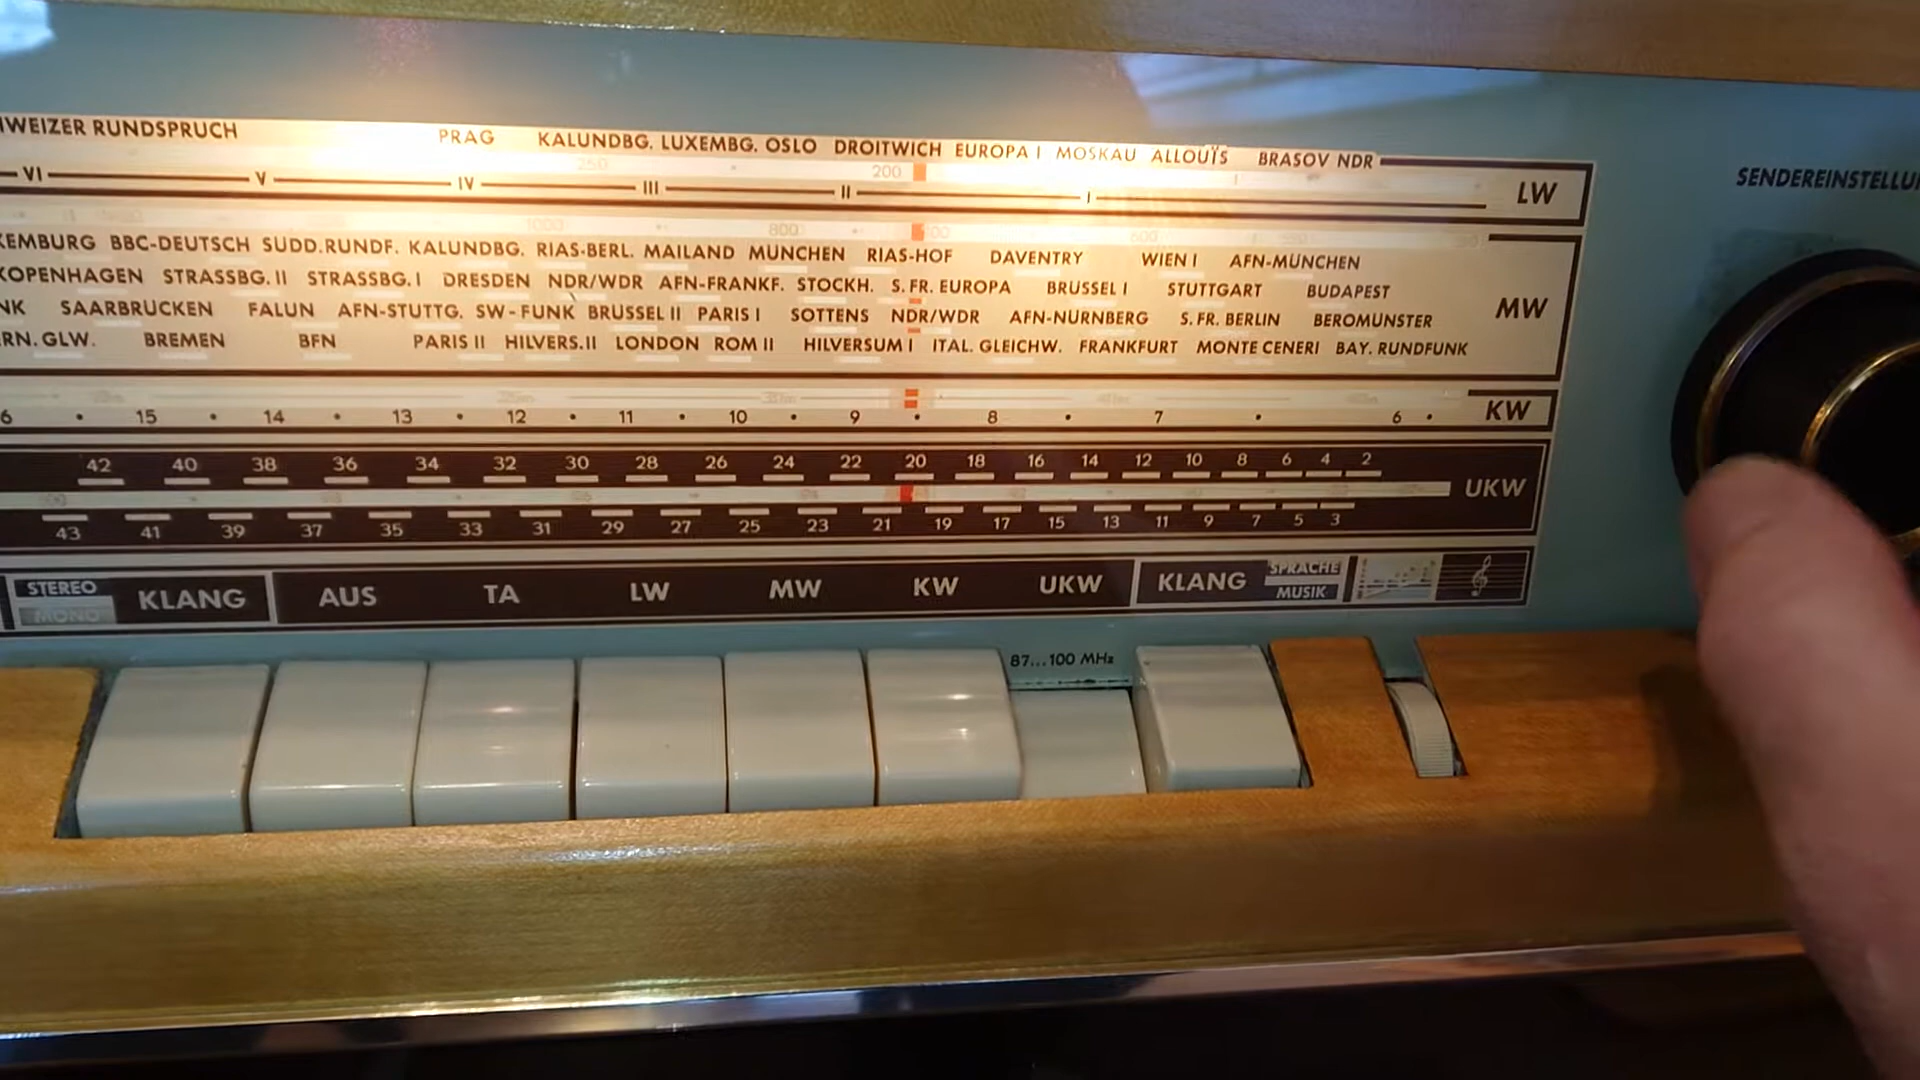 WEIZER RUNDSPRUCH PRAG KALUNDBG. LUXEMBG. OSLO DROITWICH EUROPA I MOSKAU ALLOUÏS BRASOV NDR
250 200
VI V IV III II I LW
SENDEREINSTELLU
1000 800 600
EMBURG BBC-DEUTSCH SÜDD.RUNDF. KALUNDBG. RIAS-BERL. MAILAND MÜNCHEN RIAS-HOF DAVENTRY WIEN I AFN-MÜNCHEN
KOPENHAGEN STRASSBG. II STRASSBG. I DRESDEN NDR/WDR AFN-FRANKF. STOCKH. S. FR. EUROPA BRÜSSEL I STUTTGART BUDAPEST
MW
NK SAARBRÜCKEN FALUN AFN-STUTTG. SW-FUNK BRÜSSEL II PARIS I SOTTENS NDR/WDR AFN-NÜRNBERG S. FR. BERLIN BEROMÜNSTER
RN. GLW. BREMEN BFN PARIS II HILVERS. II LONDON ROM II HILVERSUM I ITAL. GLEICHW. FRANKFURT MONTE CENERI BAY. RUNDFUNK
6 • 15 • 14 • 13 • 12 • 11 • 10 • 9 • 8 • 7 • 6 • KW
42 40 38 36 34 32 30 28 26 24 22 20 18 16 14 12 10 8 6 4 2
UKW
43 41 39 37 35 33 31 29 27 25 23 21 19 17 15 13 11 9 7 5 3
STEREO
MONO
KLANG AUS TA LW MW KW UKW KLANG
SPRACHE
MUSIK
87...100 MHz